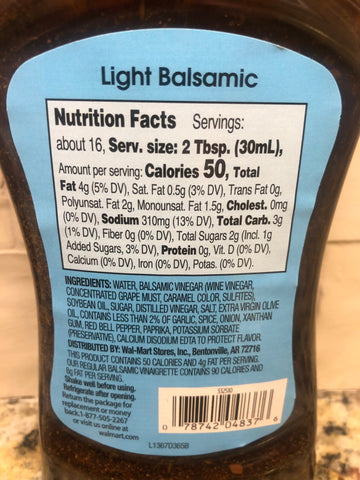 Light Balsamic
Nutrition Facts Servings:
about 16, Serv. size: 2 Tbsp. (30mL),
Amount per serving: Calories 50, Total
Fat 4g (5% DV), Sat. Fat 0.5g (3% DV), Trans Fat 0g,
Polyunsat. Fat 2g, Monounsat. Fat 1.5g, Cholest. 0mg
(0% DV), Sodium 310mg (13% DV), Total Carb. 3g
(1% DV), Fiber 0g (0% DV), Total Sugars 2g (Incl. 1g
Added Sugars, 3% DV), Protein 0g, Vit. D (0% DV),
Calcium (0% DV), Iron (0% DV), Potas. (0% DV).
INGREDIENTS: WATER, BALSAMIC VINEGAR (WINE VINEGAR,
CONCENTRATED GRAPE MUST, CARAMEL COLOR, SULFITES),
SOYBEAN OIL, SUGAR, DISTILLED VINEGAR, SALT, EXTRA VIRGIN OLIVE
OIL, CONTAINS LESS THAN 2% OF GARLIC, SPICE, ONION, XANTHAN
GUM, RED BELL PEPPER, PAPRIKA, POTASSIUM SORBATE
(PRESERVATIVE), CALCIUM DISODIUM EDTA TO PROTECT FLAVOR.
DISTRIBUTED BY: Wal-Mart Stores, Inc., Bentonville, AR 72716
THIS PRODUCT CONTAINS 50 CALORIES AND 4g FAT PER SERVING.
OUR REGULAR BALSAMIC VINAIGRETTE CONTAINS 90 CALORIES AND
8g FAT PER SERVING.
Shake well before using.
Refrigerate after opening.
Return the package for
replacement or money
back.1-877-505-2267
or visit us online at
walmart.com
532590
0 78742 04837 6
L1367D365B